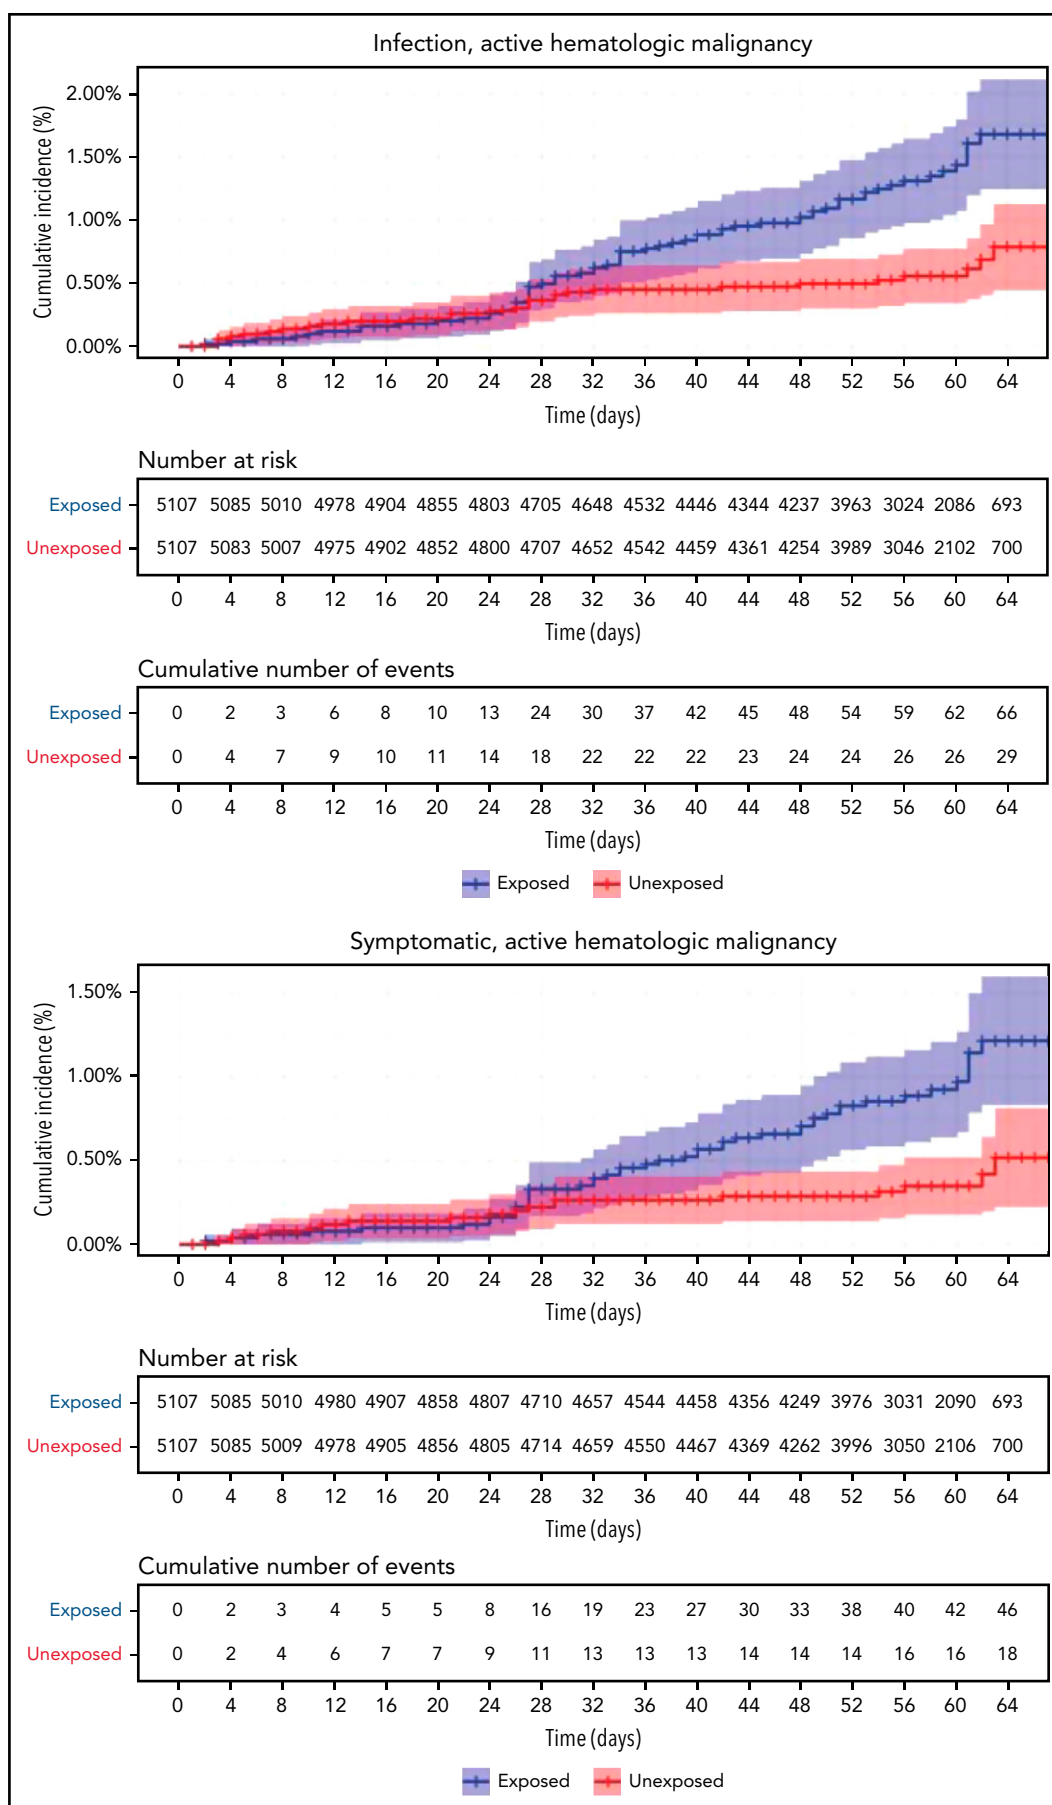 Infection, active hematologic malignancy
Cumulative incidence (%)
2.00%
1.50%
1.00%
0.50%
0.00%
0 4 8 12 16 20 24 28 32 36 40 44 48 52 56 60 64
Time (days)
Number at risk
Exposed 5107 5085 5010 4978 4904 4855 4803 4705 4648 4532 4446 4344 4237 3963 3024 2086 693
Unexposed 5107 5083 5007 4975 4902 4852 4800 4707 4652 4542 4459 4361 4254 3989 3046 2102 700
0 4 8 12 16 20 24 28 32 36 40 44 48 52 56 60 64
Time (days)
Cumulative number of events
Exposed 0 2 3 6 8 10 13 24 30 37 42 45 48 54 59 62 66
Unexposed 0 4 7 9 10 11 14 18 22 22 22 23 24 24 26 26 29
0 4 8 12 16 20 24 28 32 36 40 44 48 52 56 60 64
Time (days)
Exposed Unexposed
Symptomatic, active hematologic malignancy
Cumulative incidence (%)
1.50%
1.00%
0.50%
0.00%
0 4 8 12 16 20 24 28 32 36 40 44 48 52 56 60 64
Time (days)
Number at risk
Exposed 5107 5085 5010 4980 4907 4858 4807 4710 4657 4544 4458 4356 4249 3976 3031 2090 693
Unexposed 5107 5085 5009 4978 4905 4856 4805 4714 4659 4550 4467 4369 4262 3996 3050 2106 700
0 4 8 12 16 20 24 28 32 36 40 44 48 52 56 60 64
Time (days)
Cumulative number of events
Exposed 0 2 3 4 5 5 8 16 19 23 27 30 33 38 40 42 46
Unexposed 0 2 4 6 7 7 9 11 13 13 13 14 14 14 16 16 18
0 4 8 12 16 20 24 28 32 36 40 44 48 52 56 60 64
Time (days)
Exposed Unexposed